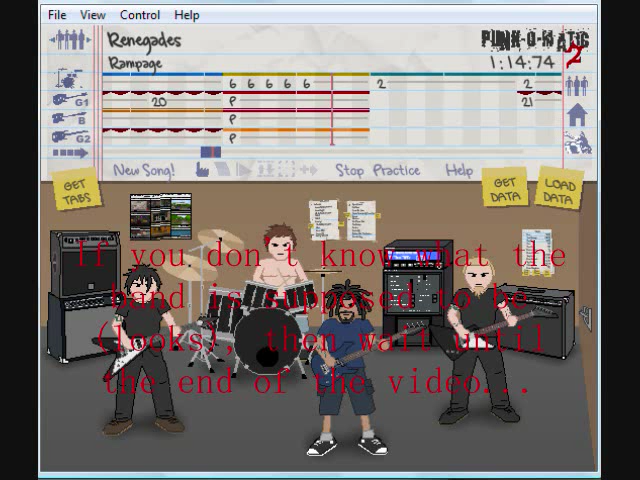 File View Control Help
Renegades
PUNK-O-MATIC 2
Rampage
1:14:74
6 6 6 6 6 2 2
G1 20 P 21
B P
G2 P
New Song! Stop Practice Help
GET TABS
GET DATA
LOAD DATA
If you don't know what the
band is supposed to be
(looks), then wait until
the end of the video...